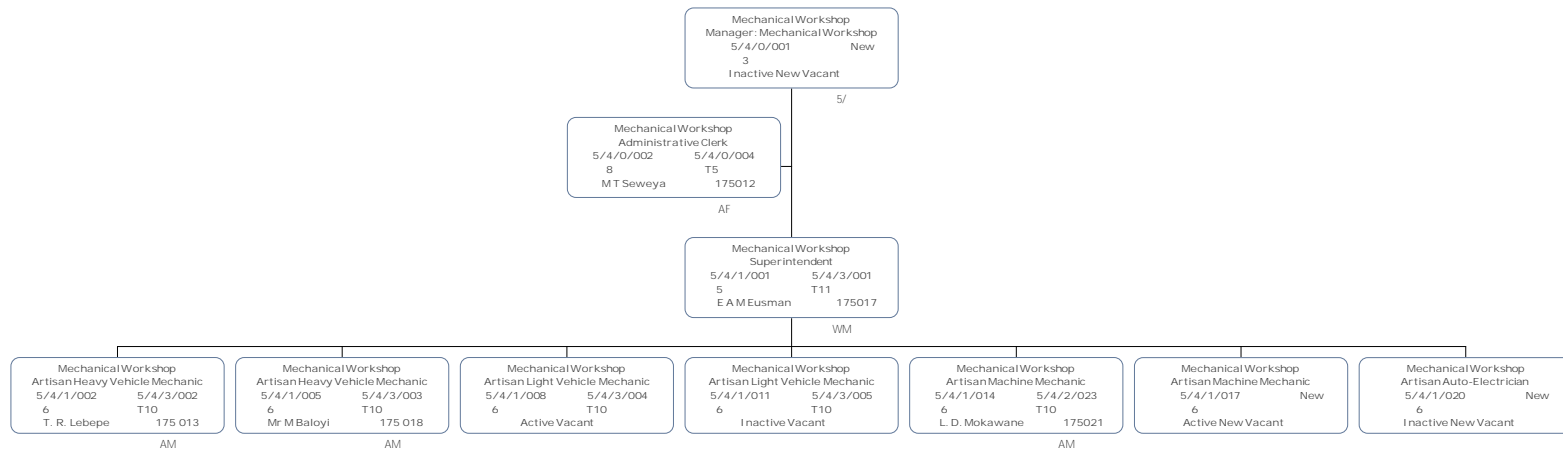 Mechanical Workshop
Manager: Mechanical Workshop
5/4/0/001 New
3
Inactive New Vacant
5/
Mechanical Workshop
Administrative Clerk
5/4/0/002 5/4/0/004
8 T5
M T Seweya 175012
AF
Mechanical Workshop
Superintendent
5/4/1/001 5/4/3/001
5 T11
E A M Eusman 175017
WM
Mechanical Workshop
Artisan Heavy Vehicle Mechanic
5/4/1/002 5/4/3/002
6 T10
T. R. Lebepe 175 013
AM
Mechanical Workshop
Artisan Heavy Vehicle Mechanic
5/4/1/005 5/4/3/003
6 T10
Mr M Baloyi 175 018
AM
Mechanical Workshop
Artisan Light Vehicle Mechanic
5/4/1/008 5/4/3/004
6 T10
Active Vacant
Mechanical Workshop
Artisan Light Vehicle Mechanic
5/4/1/011 5/4/3/005
6 T10
Inactive Vacant
Mechanical Workshop
Artisan Machine Mechanic
5/4/1/014 5/4/2/023
6 T10
L. D. Mokawane 175021
AM
Mechanical Workshop
Artisan Machine Mechanic
5/4/1/017 New
6
Active New Vacant
Mechanical Workshop
Artisan Auto-Electrician
5/4/1/020 New
6
Inactive New Vacant